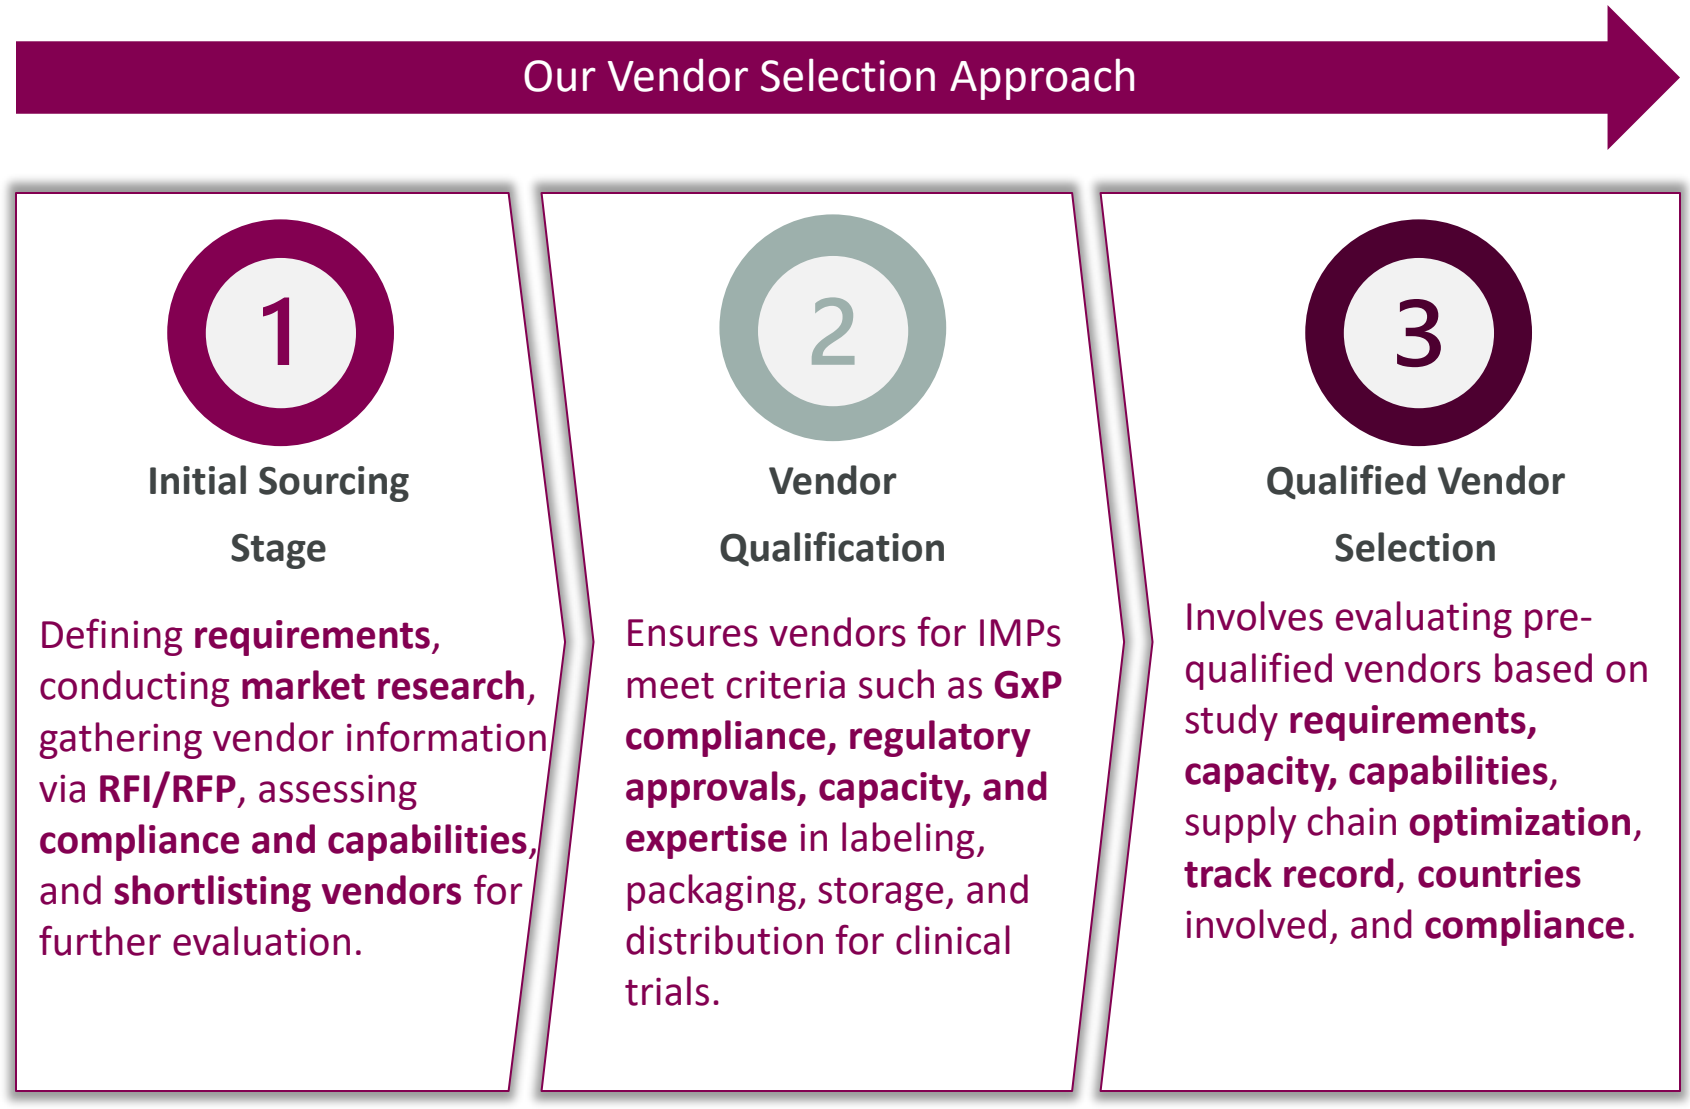 Our Vendor Selection Approach
1
Initial Sourcing
Stage
Defining requirements,
conducting market research,
gathering vendor information
via RFI/RFP, assessing
compliance and capabilities,
and shortlisting vendors for
further evaluation.
2
Vendor
Qualification
Ensures vendors for IMPs
meet criteria such as GxP
compliance, regulatory
approvals, capacity, and
expertise in labeling,
packaging, storage, and
distribution for clinical
trials.
3
Qualified Vendor
Selection
Involves evaluating pre-
qualified vendors based on
study requirements,
capacity, capabilities,
supply chain optimization,
track record, countries
involved, and compliance.